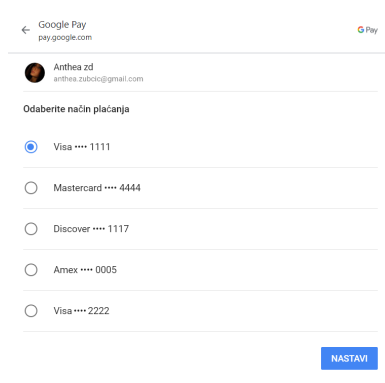 Google Pay
pay.google.com
G Pay
Anthea zd
anthea.zubcic@gmail.com
Odaberite način plaćanja
Visa •••• 1111
Mastercard •••• 4444
Discover •••• 1117
Amex •••• 0005
Visa •••• 2222
NASTAVI